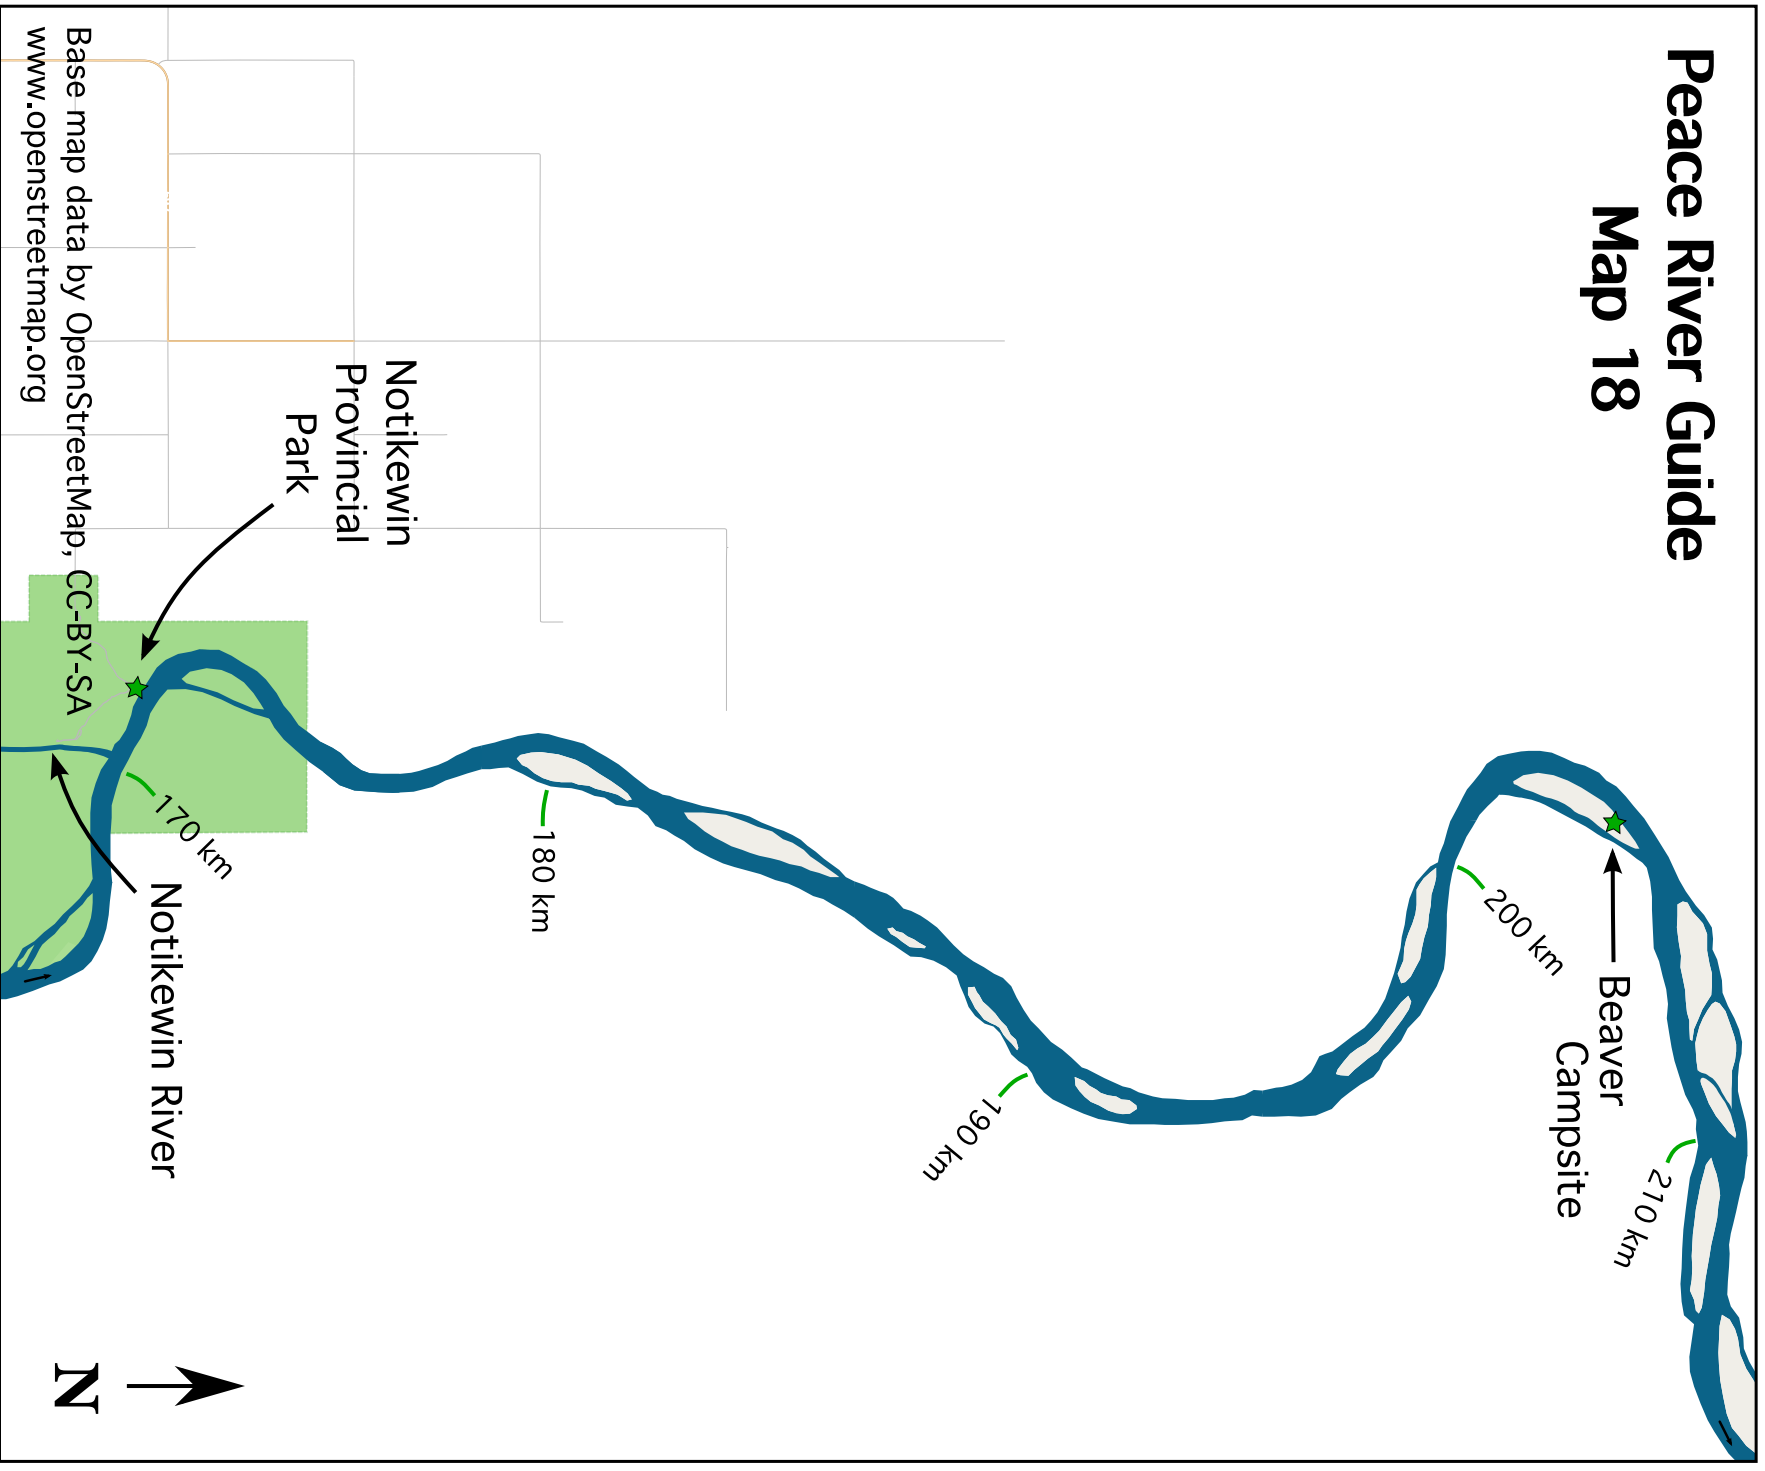 Peace River Guide
Map 18
210 km
Beaver
Campsite
200 km
190 km
180 km
Notikewin
Provincial
Park
170 km
Notikewin River
N
Base map data by OpenStreetMap, CC-BY-SA
www.openstreetmap.org